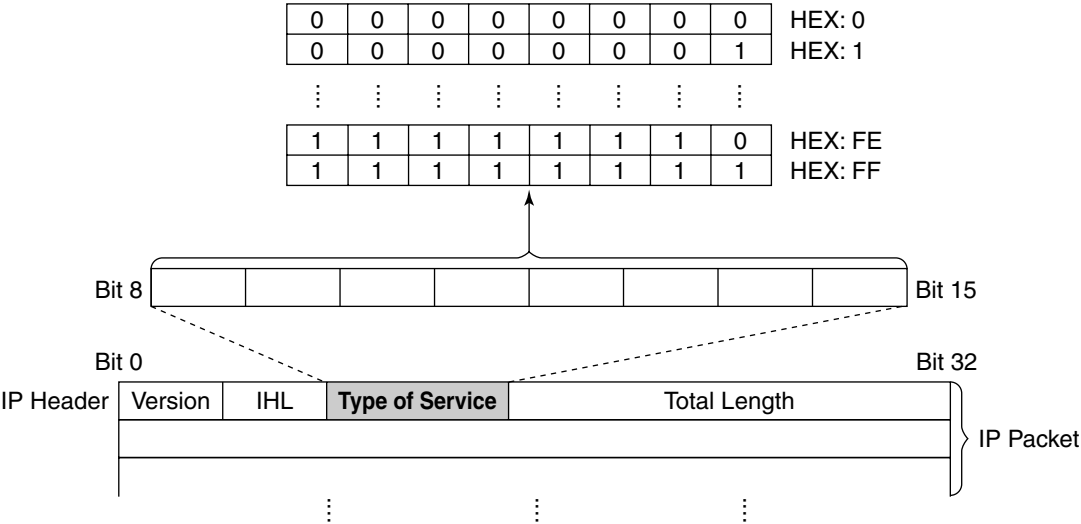 0 0 0 0 0 0 0 0 HEX: 0
0 0 0 0 0 0 0 1 HEX: 1
1 1 1 1 1 1 1 0 HEX: FE
1 1 1 1 1 1 1 1 HEX: FF
Bit 8 Bit 15
Bit 0 Bit 32
IP Header Version IHL Type of Service Total Length
IP Packet